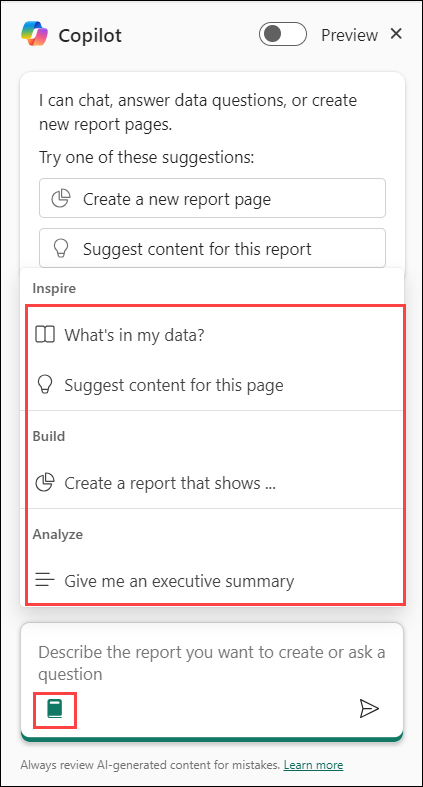 Copilot
Preview
I can chat, answer data questions, or create
new report pages.
Try one of these suggestions:
Create a new report page
Suggest content for this report
Inspire
What's in my data?
Suggest content for this page
Build
Create a report that shows ...
Analyze
Give me an executive summary
Describe the report you want to create or ask a
question
Always review AI-generated content for mistakes. Learn more